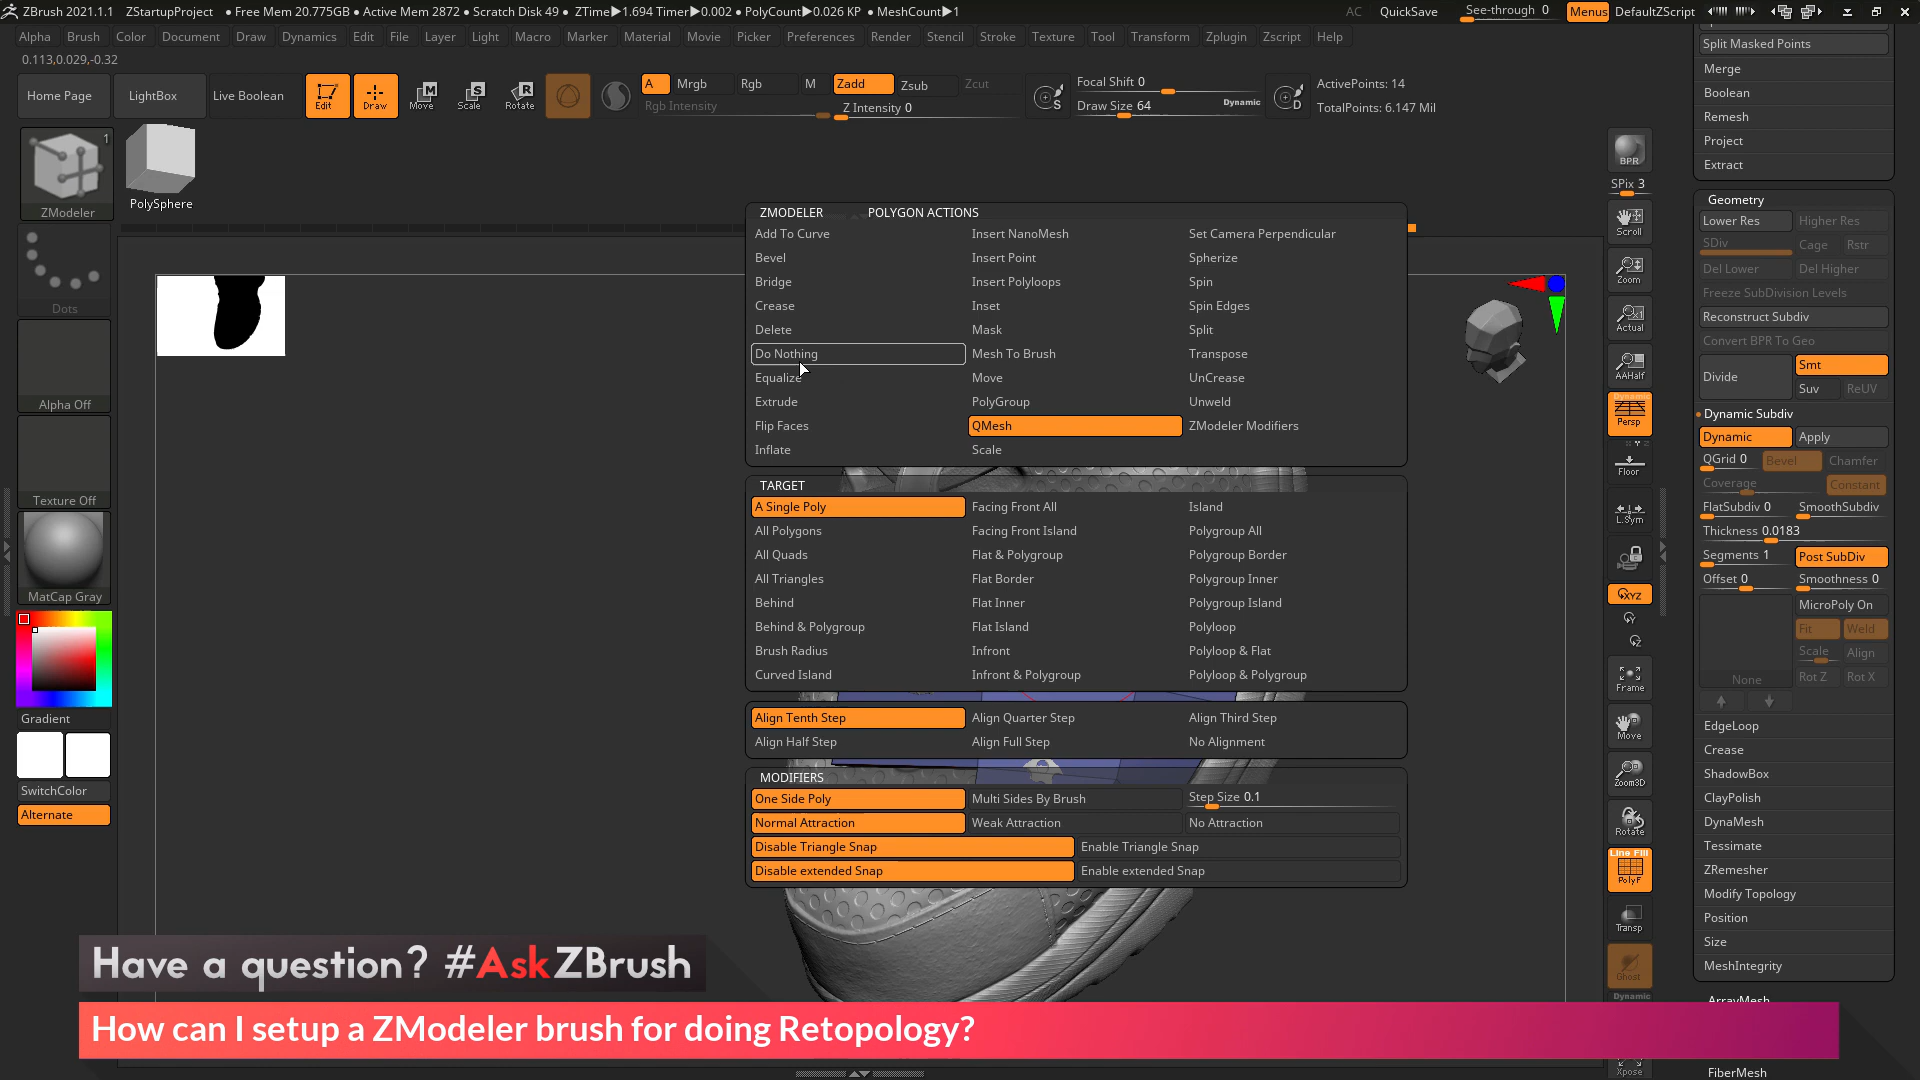 ZBrush 2021.1.1 ZStartupProject • Free Mem 20.775GB • Active Mem 2872 • Scratch Disk 49 • ZTime▶1.694 Timer▶0.002 • PolyCount▶0.026 KP • MeshCount▶1 AC QuickSave See-through 0 Menus DefaultZScript
Alpha Brush Color Document Draw Dynamics Edit File Layer Light Macro Marker Material Movie Picker Preferences Render Stencil Stroke Texture Tool Transform Zplugin Zscript Help
0.113,0.029,-0.32
Home Page LightBox Live Boolean Edit Draw Move Scale Rotate
A Mrgb Rgb M Zadd Zsub Zcut
Rgb Intensity Z Intensity 0
Focal Shift 0
Draw Size 64 Dynamic
ActivePoints: 14
TotalPoints: 6.147 Mil
1
ZModeler
PolySphere
Dots
Alpha Off
Texture Off
MatCap Gray
Gradient
SwitchColor
Alternate
ZMODELER POLYGON ACTIONS
Add To Curve Insert NanoMesh Set Camera Perpendicular
Bevel Insert Point Spherize
Bridge Insert Polyloops Spin
Crease Inset Spin Edges
Delete Mask Split
Do Nothing Mesh To Brush Transpose
Equalize Move UnCrease
Extrude PolyGroup Unweld
Flip Faces QMesh ZModeler Modifiers
Inflate Scale
TARGET
A Single Poly Facing Front All Island
All Polygons Facing Front Island Polygroup All
All Quads Flat & Polygroup Polygroup Border
All Triangles Flat Border Polygroup Inner
Behind Flat Inner Polygroup Island
Behind & Polygroup Flat Island Polyloop
Brush Radius Infront Polyloop & Flat
Curved Island Infront & Polygroup Polyloop & Polygroup
Align Tenth Step Align Quarter Step Align Third Step
Align Half Step Align Full Step No Alignment
MODIFIERS
One Side Poly Multi Sides By Brush Step Size 0.1
Normal Attraction Weak Attraction No Attraction
Disable Triangle Snap Enable Triangle Snap
Disable extended Snap Enable extended Snap
BPR
SPix 3
Scroll
Zoom
Actual
AAHalf
Dynamic
Persp
Floor
L.Sym
XYZ
Y
Z
Frame
Move
Zoom3D
Rotate
Line Fill
PolyF
Transp
Ghost
Dynamic
Xpose
Split Masked Points
Merge
Boolean
Remesh
Project
Extract
Geometry
Lower Res Higher Res
SDiv Cage Rstr
Del Lower Del Higher
Freeze SubDivision Levels
Reconstruct Subdiv
Convert BPR To Geo
Divide Smt
Suv ReUV
Dynamic Subdiv
Dynamic Apply
QGrid 0 Bevel Chamfer
Coverage Constant
FlatSubdiv 0 SmoothSubdiv
Thickness 0.0183
Segments 1 Post SubDiv
Offset 0 Smoothness 0
MicroPoly On
Fit Weld
Scale Align
None Rot Z Rot X
EdgeLoop
Crease
ShadowBox
ClayPolish
DynaMesh
Tessimate
ZRemesher
Modify Topology
Position
Size
MeshIntegrity
ArrayMesh
FiberMesh
Have a question? #AskZBrush
How can I setup a ZModeler brush for doing Retopology?